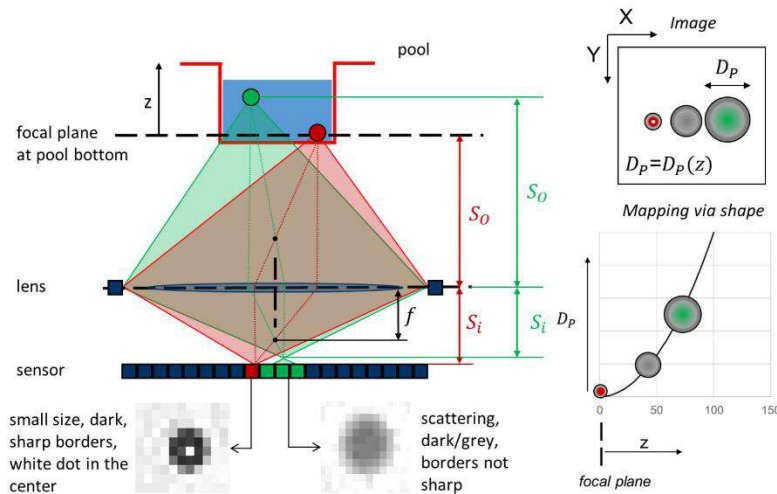 pool
z
focal plane
at pool bottom
S_O
S_O
lens
f
S_i
S_i
sensor
small size, dark,
sharp borders,
white dot in the
center
scattering,
dark/grey,
borders not
sharp
X
Image
Y
D_P
D_P=D_P(z)
Mapping via shape
D_P
0 50 100 150
z
focal plane